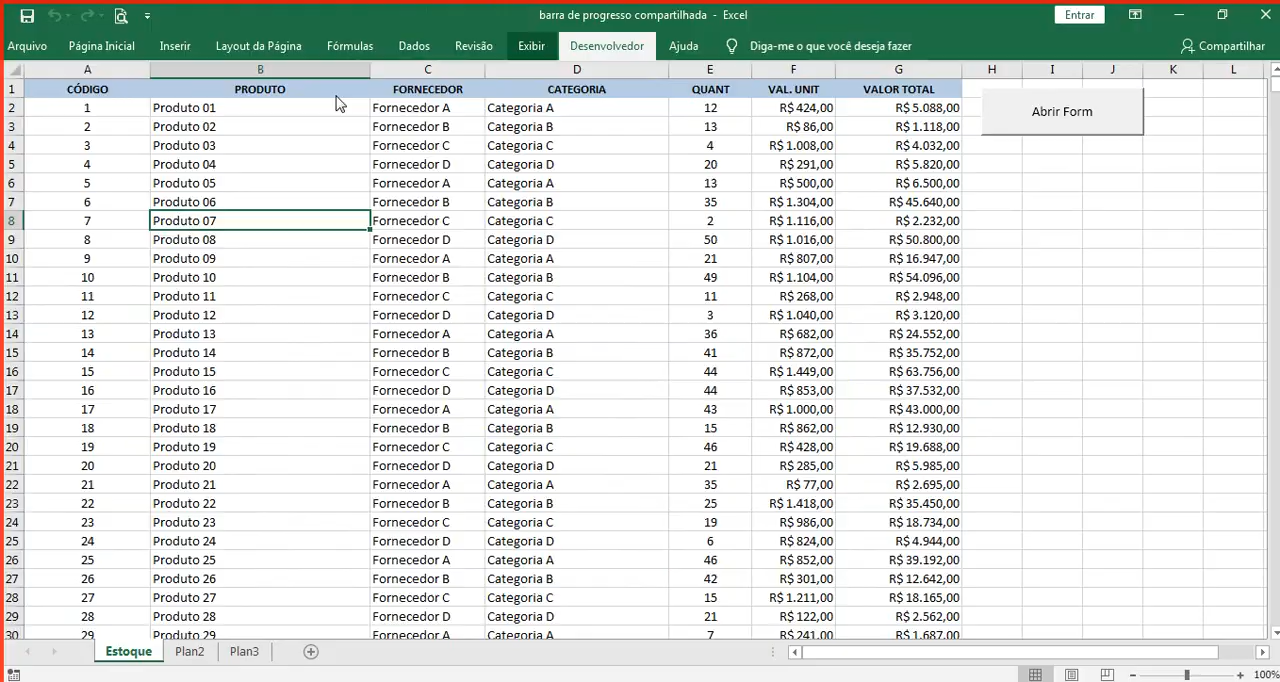 barra de progresso compartilhada - Excel
Entrar
Arquivo Página Inicial Inserir Layout da Página Fórmulas Dados Revisão Exibir Desenvolvedor Ajuda Diga-me o que você deseja fazer Compartilhar
A B C D E F G H I J K L
1 CÓDIGO PRODUTO FORNECEDOR CATEGORIA QUANT VAL. UNIT VALOR TOTAL
Abrir Form
2 1 Produto 01 Fornecedor A Categoria A 12 R$ 424,00 R$ 5.088,00
3 2 Produto 02 Fornecedor B Categoria B 13 R$ 86,00 R$ 1.118,00
4 3 Produto 03 Fornecedor C Categoria C 4 R$ 1.008,00 R$ 4.032,00
5 4 Produto 04 Fornecedor D Categoria D 20 R$ 291,00 R$ 5.820,00
6 5 Produto 05 Fornecedor A Categoria A 13 R$ 500,00 R$ 6.500,00
7 6 Produto 06 Fornecedor B Categoria B 35 R$ 1.304,00 R$ 45.640,00
8 7 Produto 07 Fornecedor C Categoria C 2 R$ 1.116,00 R$ 2.232,00
9 8 Produto 08 Fornecedor D Categoria D 50 R$ 1.016,00 R$ 50.800,00
10 9 Produto 09 Fornecedor A Categoria A 21 R$ 807,00 R$ 16.947,00
11 10 Produto 10 Fornecedor B Categoria B 49 R$ 1.104,00 R$ 54.096,00
12 11 Produto 11 Fornecedor C Categoria C 11 R$ 268,00 R$ 2.948,00
13 12 Produto 12 Fornecedor D Categoria D 3 R$ 1.040,00 R$ 3.120,00
14 13 Produto 13 Fornecedor A Categoria A 36 R$ 682,00 R$ 24.552,00
15 14 Produto 14 Fornecedor B Categoria B 41 R$ 872,00 R$ 35.752,00
16 15 Produto 15 Fornecedor C Categoria C 44 R$ 1.449,00 R$ 63.756,00
17 16 Produto 16 Fornecedor D Categoria D 44 R$ 853,00 R$ 37.532,00
18 17 Produto 17 Fornecedor A Categoria A 43 R$ 1.000,00 R$ 43.000,00
19 18 Produto 18 Fornecedor B Categoria B 15 R$ 862,00 R$ 12.930,00
20 19 Produto 19 Fornecedor C Categoria C 46 R$ 428,00 R$ 19.688,00
21 20 Produto 20 Fornecedor D Categoria D 21 R$ 285,00 R$ 5.985,00
22 21 Produto 21 Fornecedor A Categoria A 35 R$ 77,00 R$ 2.695,00
23 22 Produto 22 Fornecedor B Categoria B 25 R$ 1.418,00 R$ 35.450,00
24 23 Produto 23 Fornecedor C Categoria C 19 R$ 986,00 R$ 18.734,00
25 24 Produto 24 Fornecedor D Categoria D 6 R$ 824,00 R$ 4.944,00
26 25 Produto 25 Fornecedor A Categoria A 46 R$ 852,00 R$ 39.192,00
27 26 Produto 26 Fornecedor B Categoria B 42 R$ 301,00 R$ 12.642,00
28 27 Produto 27 Fornecedor C Categoria C 15 R$ 1.211,00 R$ 18.165,00
29 28 Produto 28 Fornecedor D Categoria D 21 R$ 122,00 R$ 2.562,00
30 29 Produto 29 Fornecedor A Categoria A 7 R$ 241,00 R$ 1.687,00
Estoque Plan2 Plan3
100%